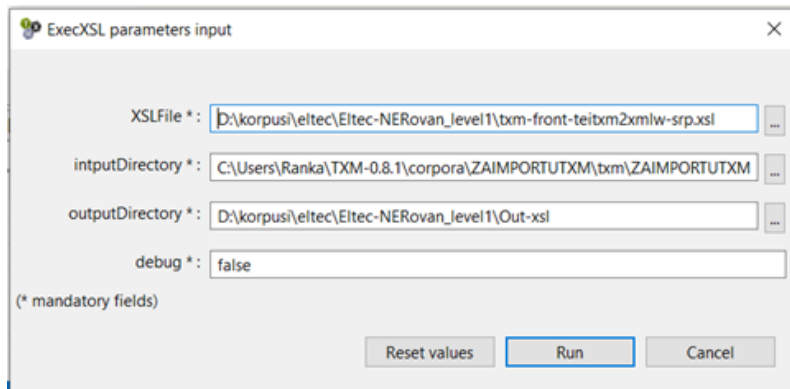 ExecXSL parameters input
XSLFile * : D:\korpusi\eltec\Eltec-NERovan_level1\txm-front-teitxm2xmlw-srp.xsl ...
intputDirectory * : C:\Users\Ranka\TXM-0.8.1\corpora\ZAIMPORTUTXM\txm\ZAIMPORTUTXM ...
outputDirectory * : D:\korpusi\eltec\Eltec-NERovan_level1\Out-xsl ...
debug * : false
(* mandatory fields)
Reset values Run Cancel